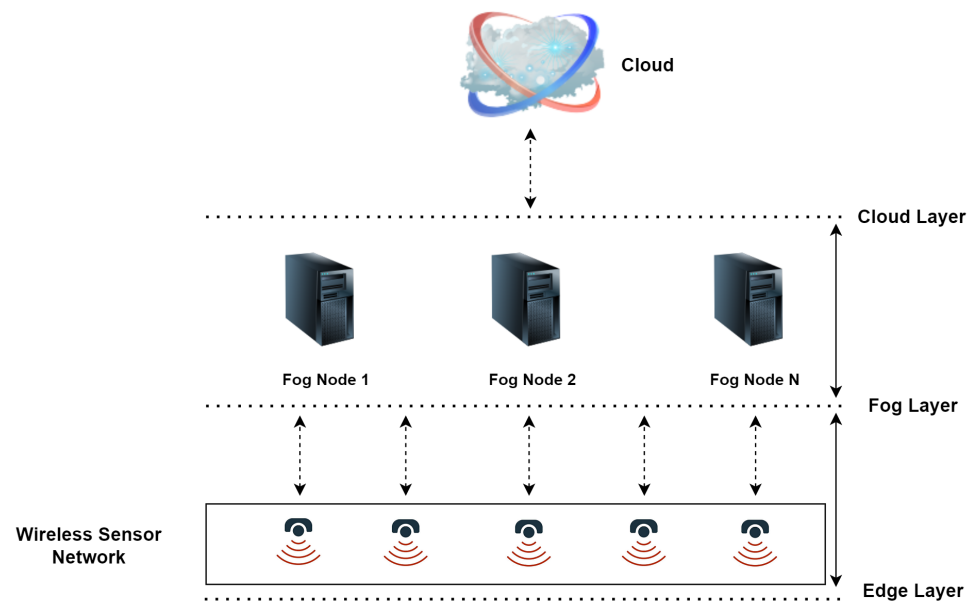 Cloud
Cloud Layer
Fog Node 1
Fog Node 2
Fog Node N
Fog Layer
Wireless Sensor
Network
Edge Layer